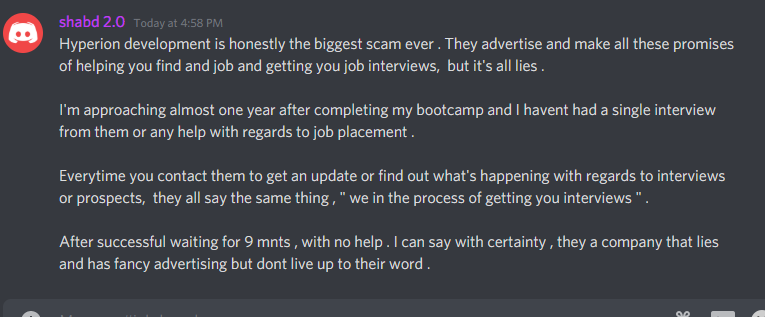 shabd 2.0 Today at 4:58 PM
Hyperion development is honestly the biggest scam ever . They advertise and make all these promises
of helping you find and job and getting you job interviews,  but it's all lies .
I'm approaching almost one year after completing my bootcamp and I havent had a single interview
from them or any help with regards to job placement .
Everytime you contact them to get an update or find out what's happening with regards to interviews
or prospects,  they all say the same thing , " we in the process of getting you interviews " .
After successful waiting for 9 mnts , with no help . I can say with certainty , they a company that lies
and has fancy advertising but dont live up to their word .